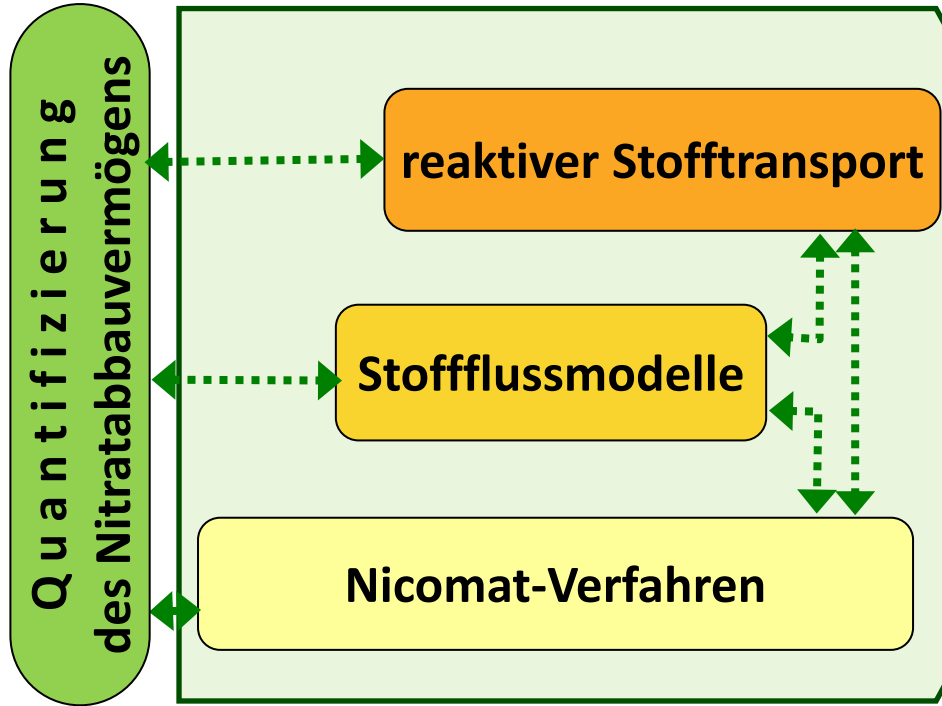 Quantifizierung
des Nitratabbauvermögens
reaktiver Stofftransport
Stoffflussmodelle
Nicomat-Verfahren